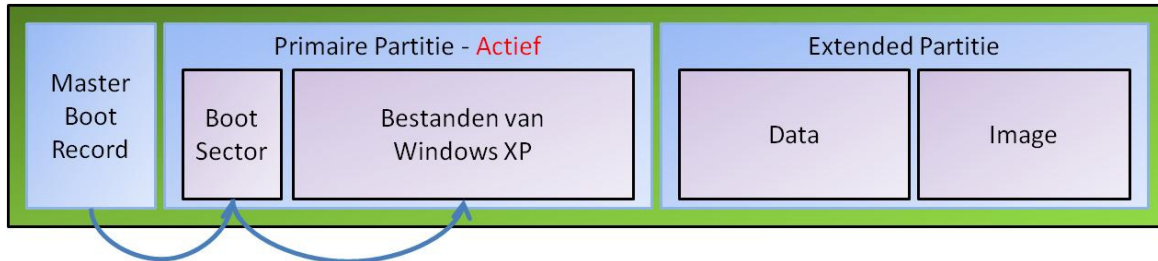 Master
Boot
Record
Primaire Partitie - Actief
Boot
Sector
Bestanden van
Windows XP
Extended Partitie
Data
Image